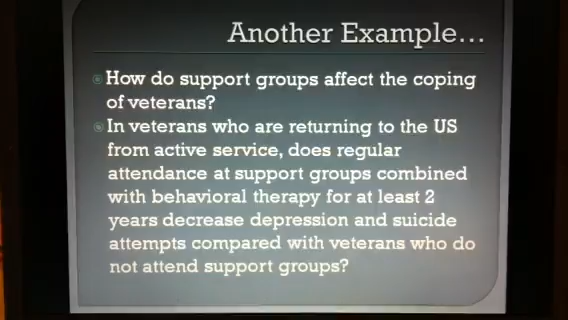 Another Example...
How do support groups affect the coping
of veterans?
In veterans who are returning to the US
from active service, does regular
attendance at support groups combined
with behavioral therapy for at least 2
years decrease depression and suicide
attempts compared with veterans who do
not attend support groups?